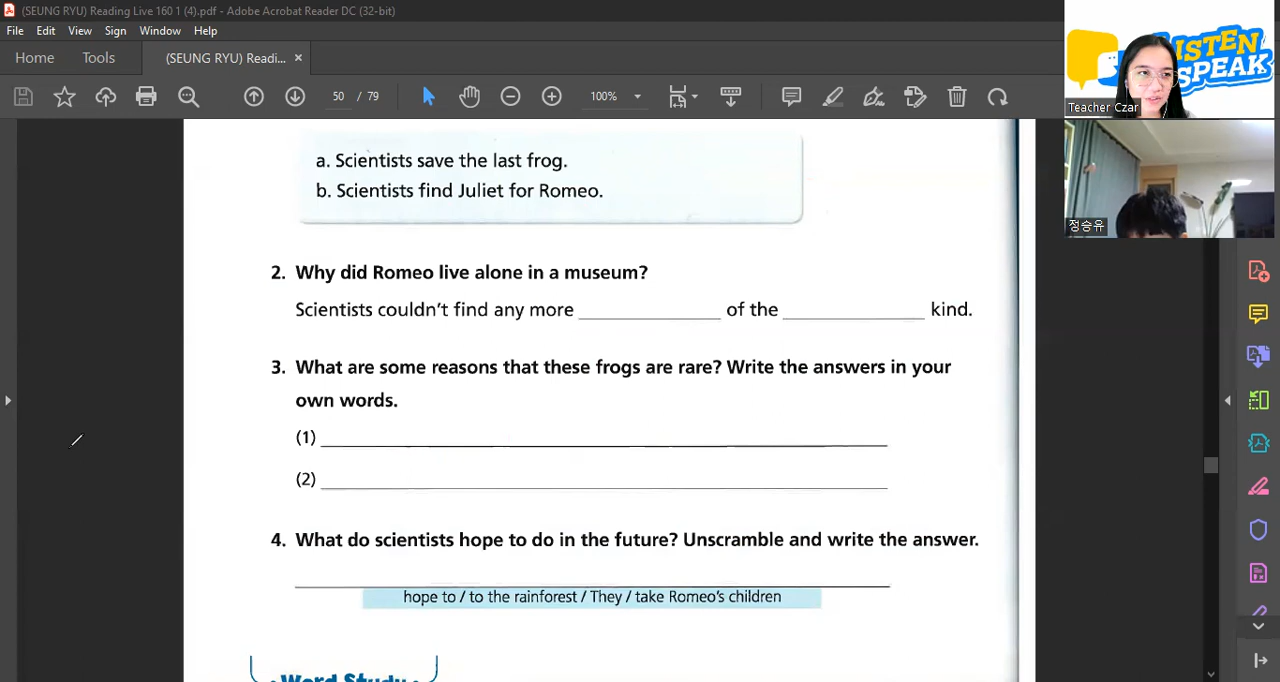 (SEUNG RYU) Reading Live 160 1 (4).pdf - Adobe Acrobat Reader DC (32-bit)
File Edit View Sign Window Help
Home Tools (SEUNG RYU) Readi... ×
50 / 79 100%
LISTEN
SPEAK
Teacher Czar
정승유
a. Scientists save the last frog.
b. Scientists find Juliet for Romeo.
2. Why did Romeo live alone in a museum?
Scientists couldn't find any more ____ of the ____ kind.
3. What are some reasons that these frogs are rare? Write the answers in your
own words.
(1)
(2)
4. What do scientists hope to do in the future? Unscramble and write the answer.
hope to / to the rainforest / They / take Romeo's children
Word Study